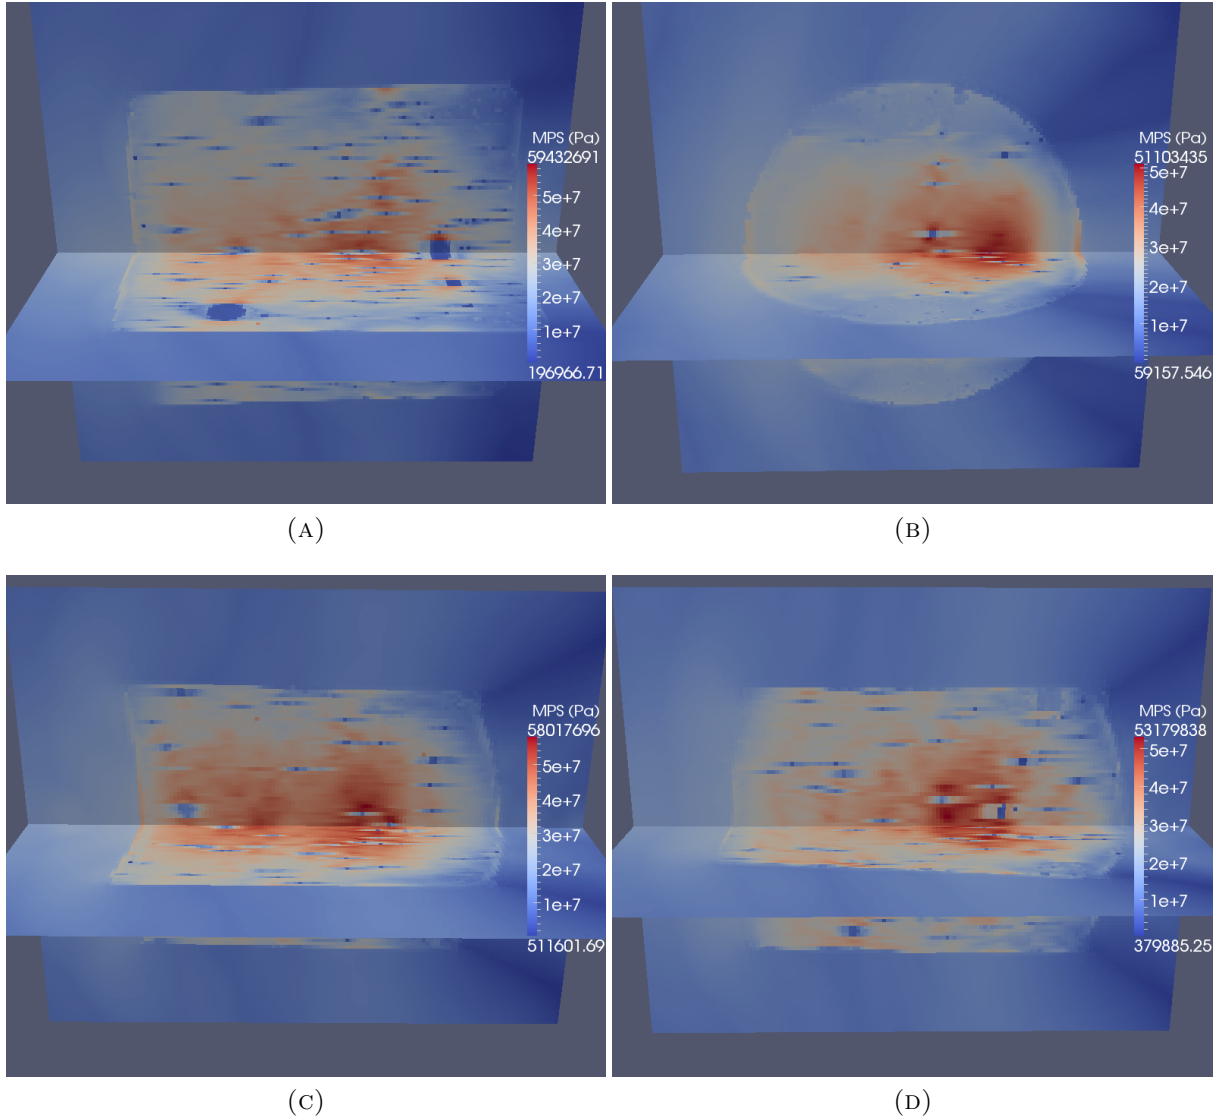 MPS (Pa)
59432691
5e+7
4e+7
3e+7
2e+7
1e+7
196966.71
(A)
MPS (Pa)
51103435
5e+7
4e+7
3e+7
2e+7
1e+7
59157.546
(B)
MPS (Pa)
58017696
5e+7
4e+7
3e+7
2e+7
1e+7
511601.69
(C)
MPS (Pa)
53179838
5e+7
4e+7
3e+7
2e+7
1e+7
379885.25
(D)